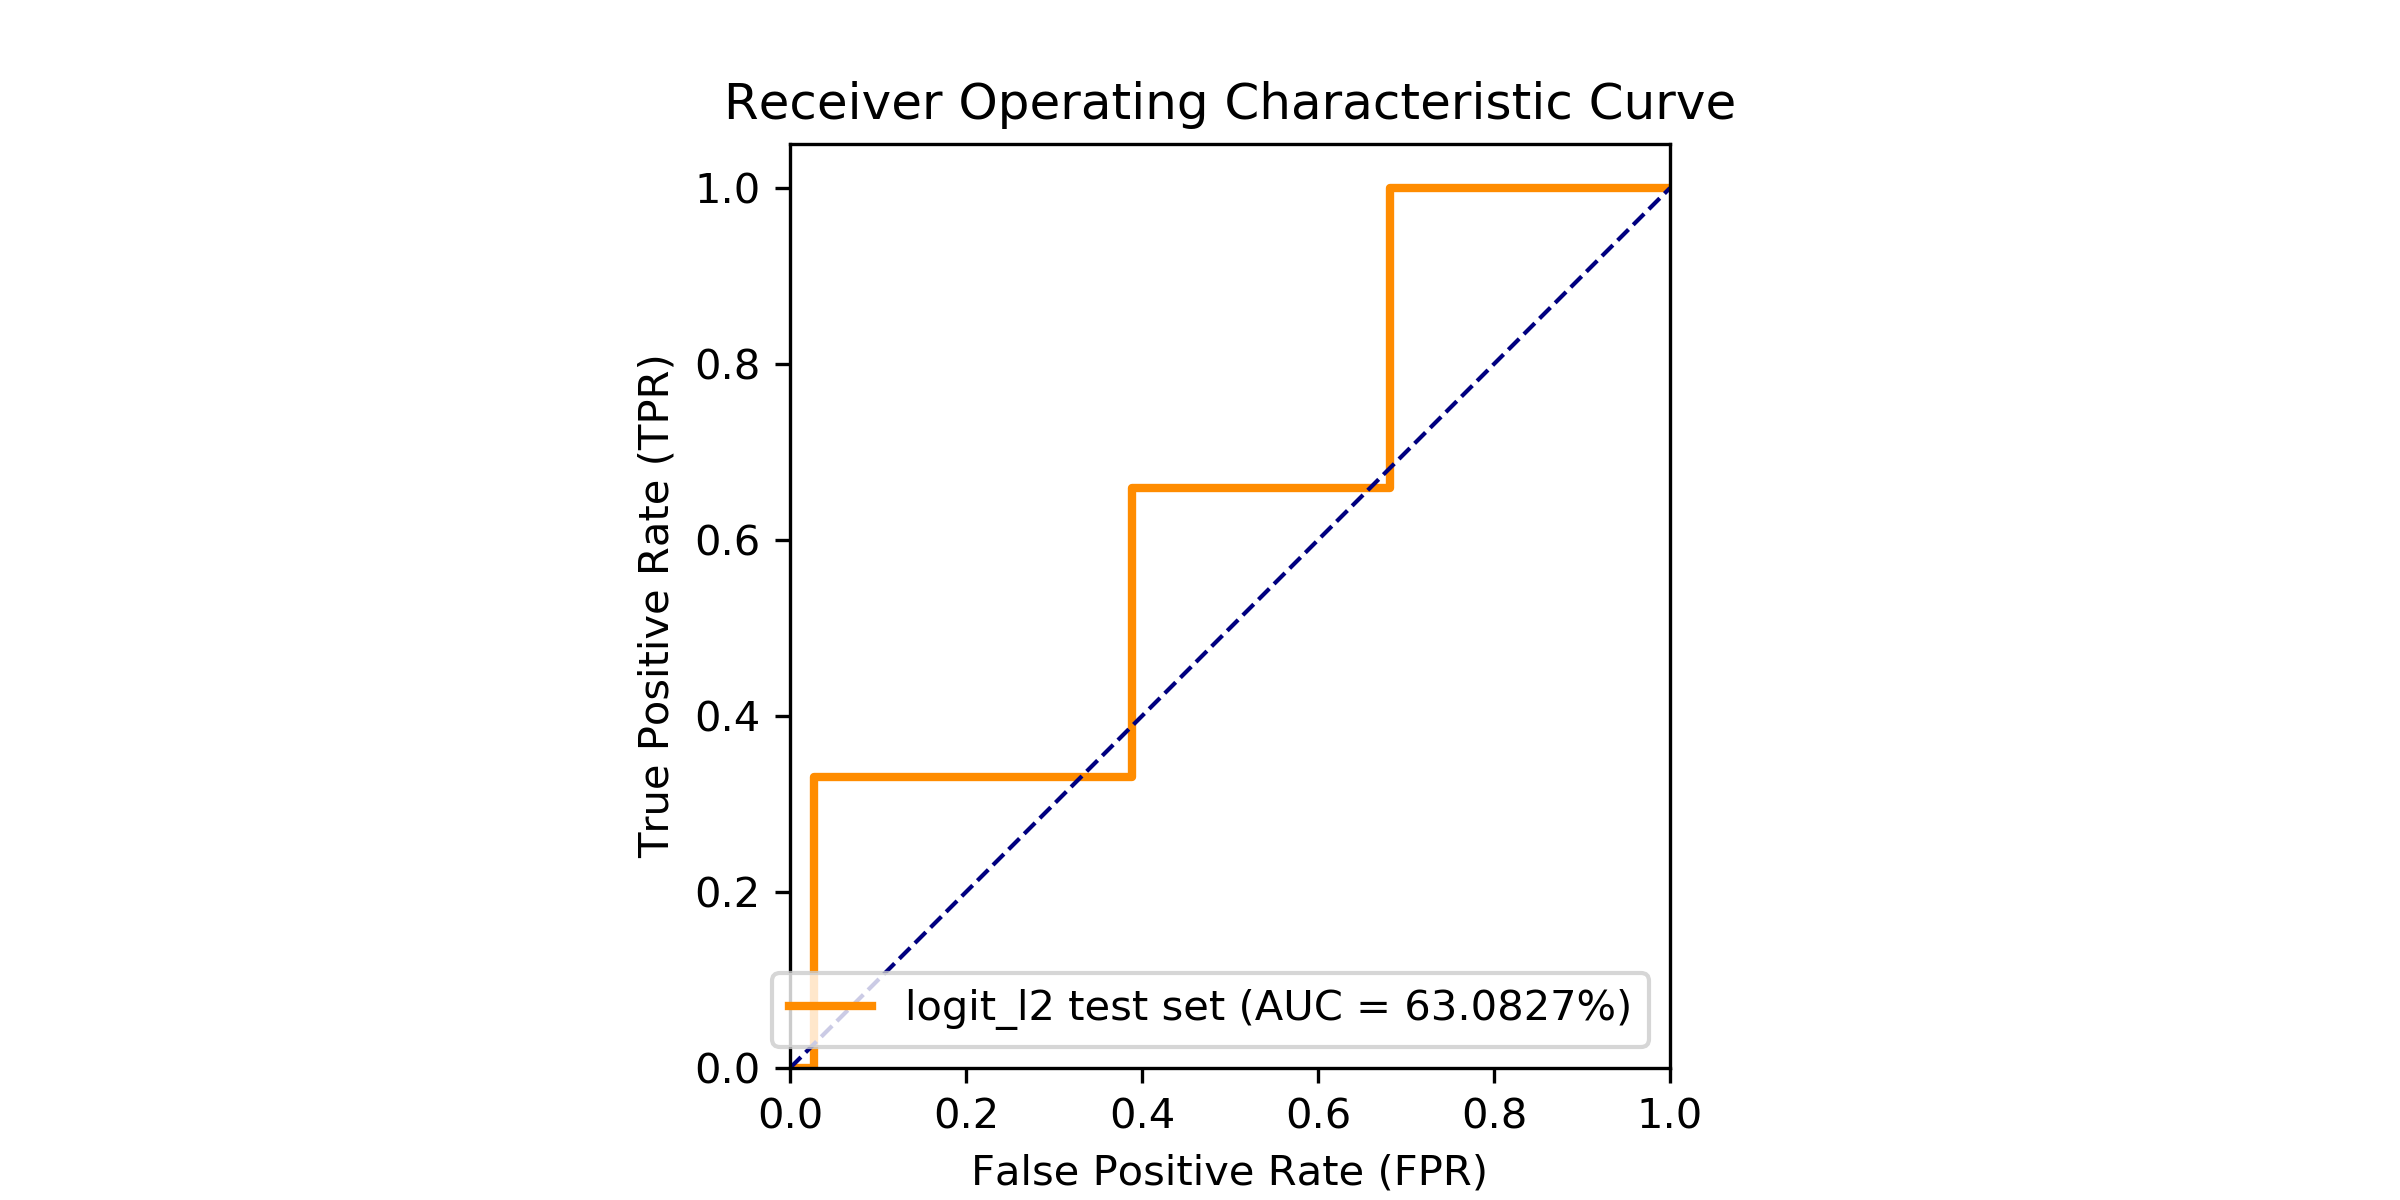 Receiver Operating Characteristic Curve
1.0
0.8
0.6
0.4
0.2
0.0
True Positive Rate (TPR)
logit_l2 test set (AUC = 63.0827%)
0.0 0.2 0.4 0.6 0.8 1.0
False Positive Rate (FPR)